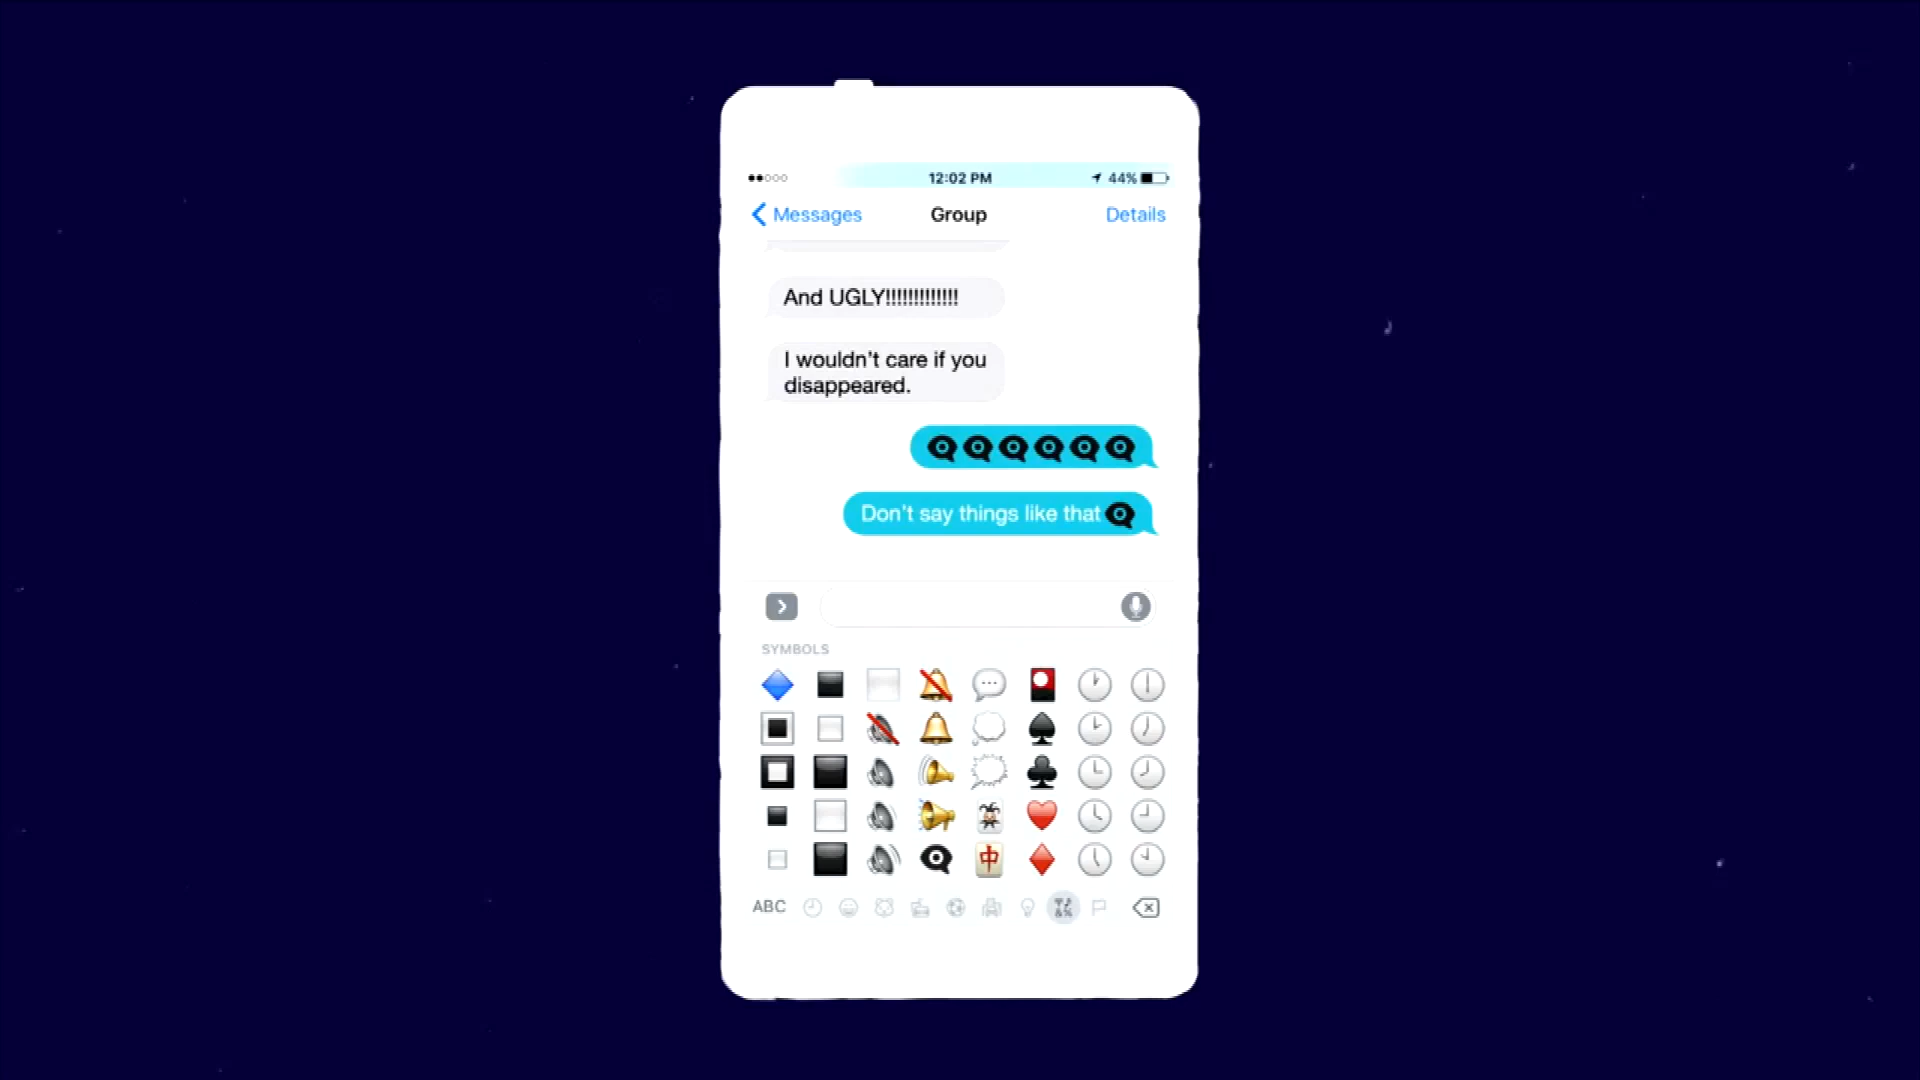 12:02 PM
44%
Messages
Group
Details
And UGLY!!!!!!!!!!!!!
I wouldn't care if you
disappeared.
Don't say things like that
SYMBOLS
中
ABC